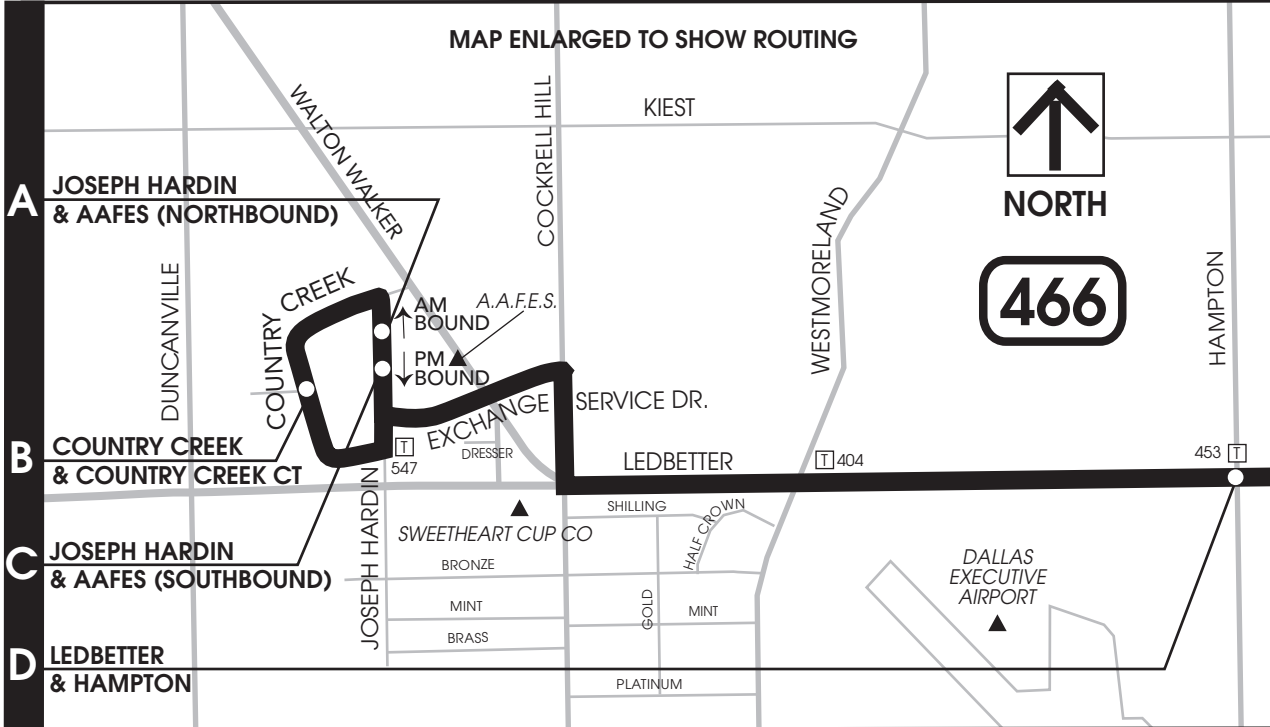 MAP ENLARGED TO SHOW ROUTING
WALTON WALKER
COCKRELL HILL
KIEST
NORTH
466
A
JOSEPH HARDIN
& AAFES (NORTHBOUND)
DUNCANVILLE
COUNTRY CREEK
AM
BOUND
PM
BOUND
A.A.F.E.S.
WESTMORELAND
HAMPTON
EXCHANGE SERVICE DR.
B
COUNTRY CREEK
& COUNTRY CREEK CT
T
547
DRESSER
LEDBETTER
T 404
453 T
JOSEPH HARDIN
SWEETHEART CUP CO
SHILLING
HALF CROWN
C
JOSEPH HARDIN
& AAFES (SOUTHBOUND)
BRONZE
MINT
BRASS
GOLD
MINT
PLATINUM
DALLAS
EXECUTIVE
AIRPORT
D
LEDBETTER
& HAMPTON